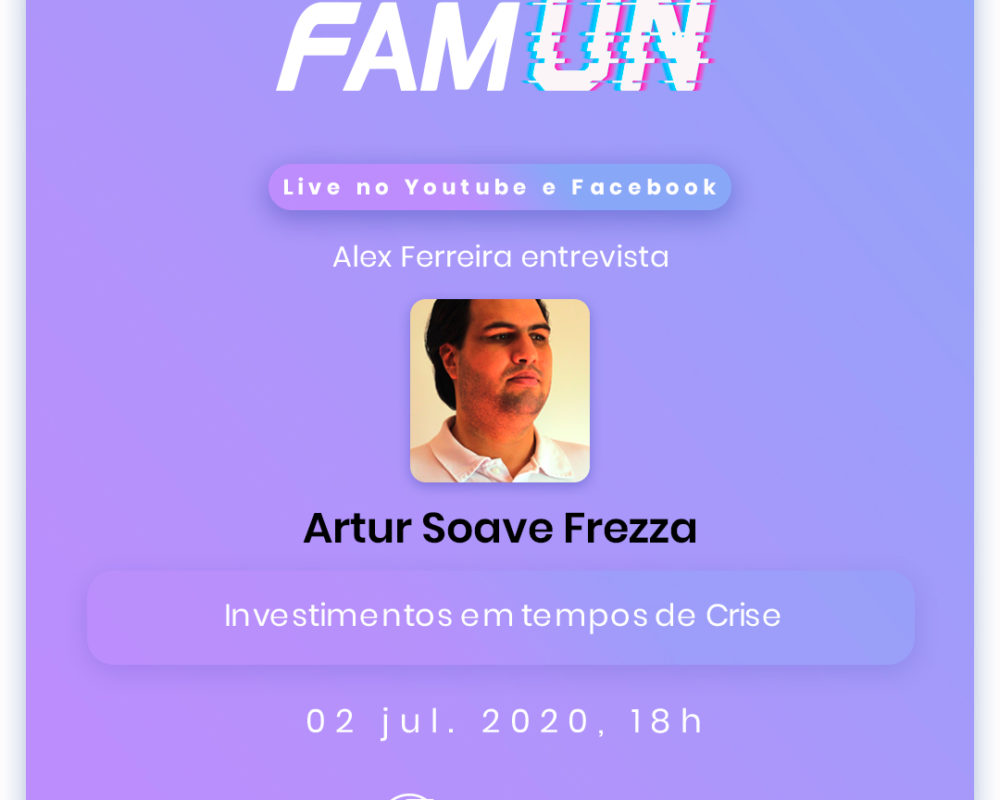 FAMUN
Live no Youtube e Facebook
Alex Ferreira entrevista
Artur Soave Frezza
Investimentos em tempos de Crise
02 jul. 2020, 18h